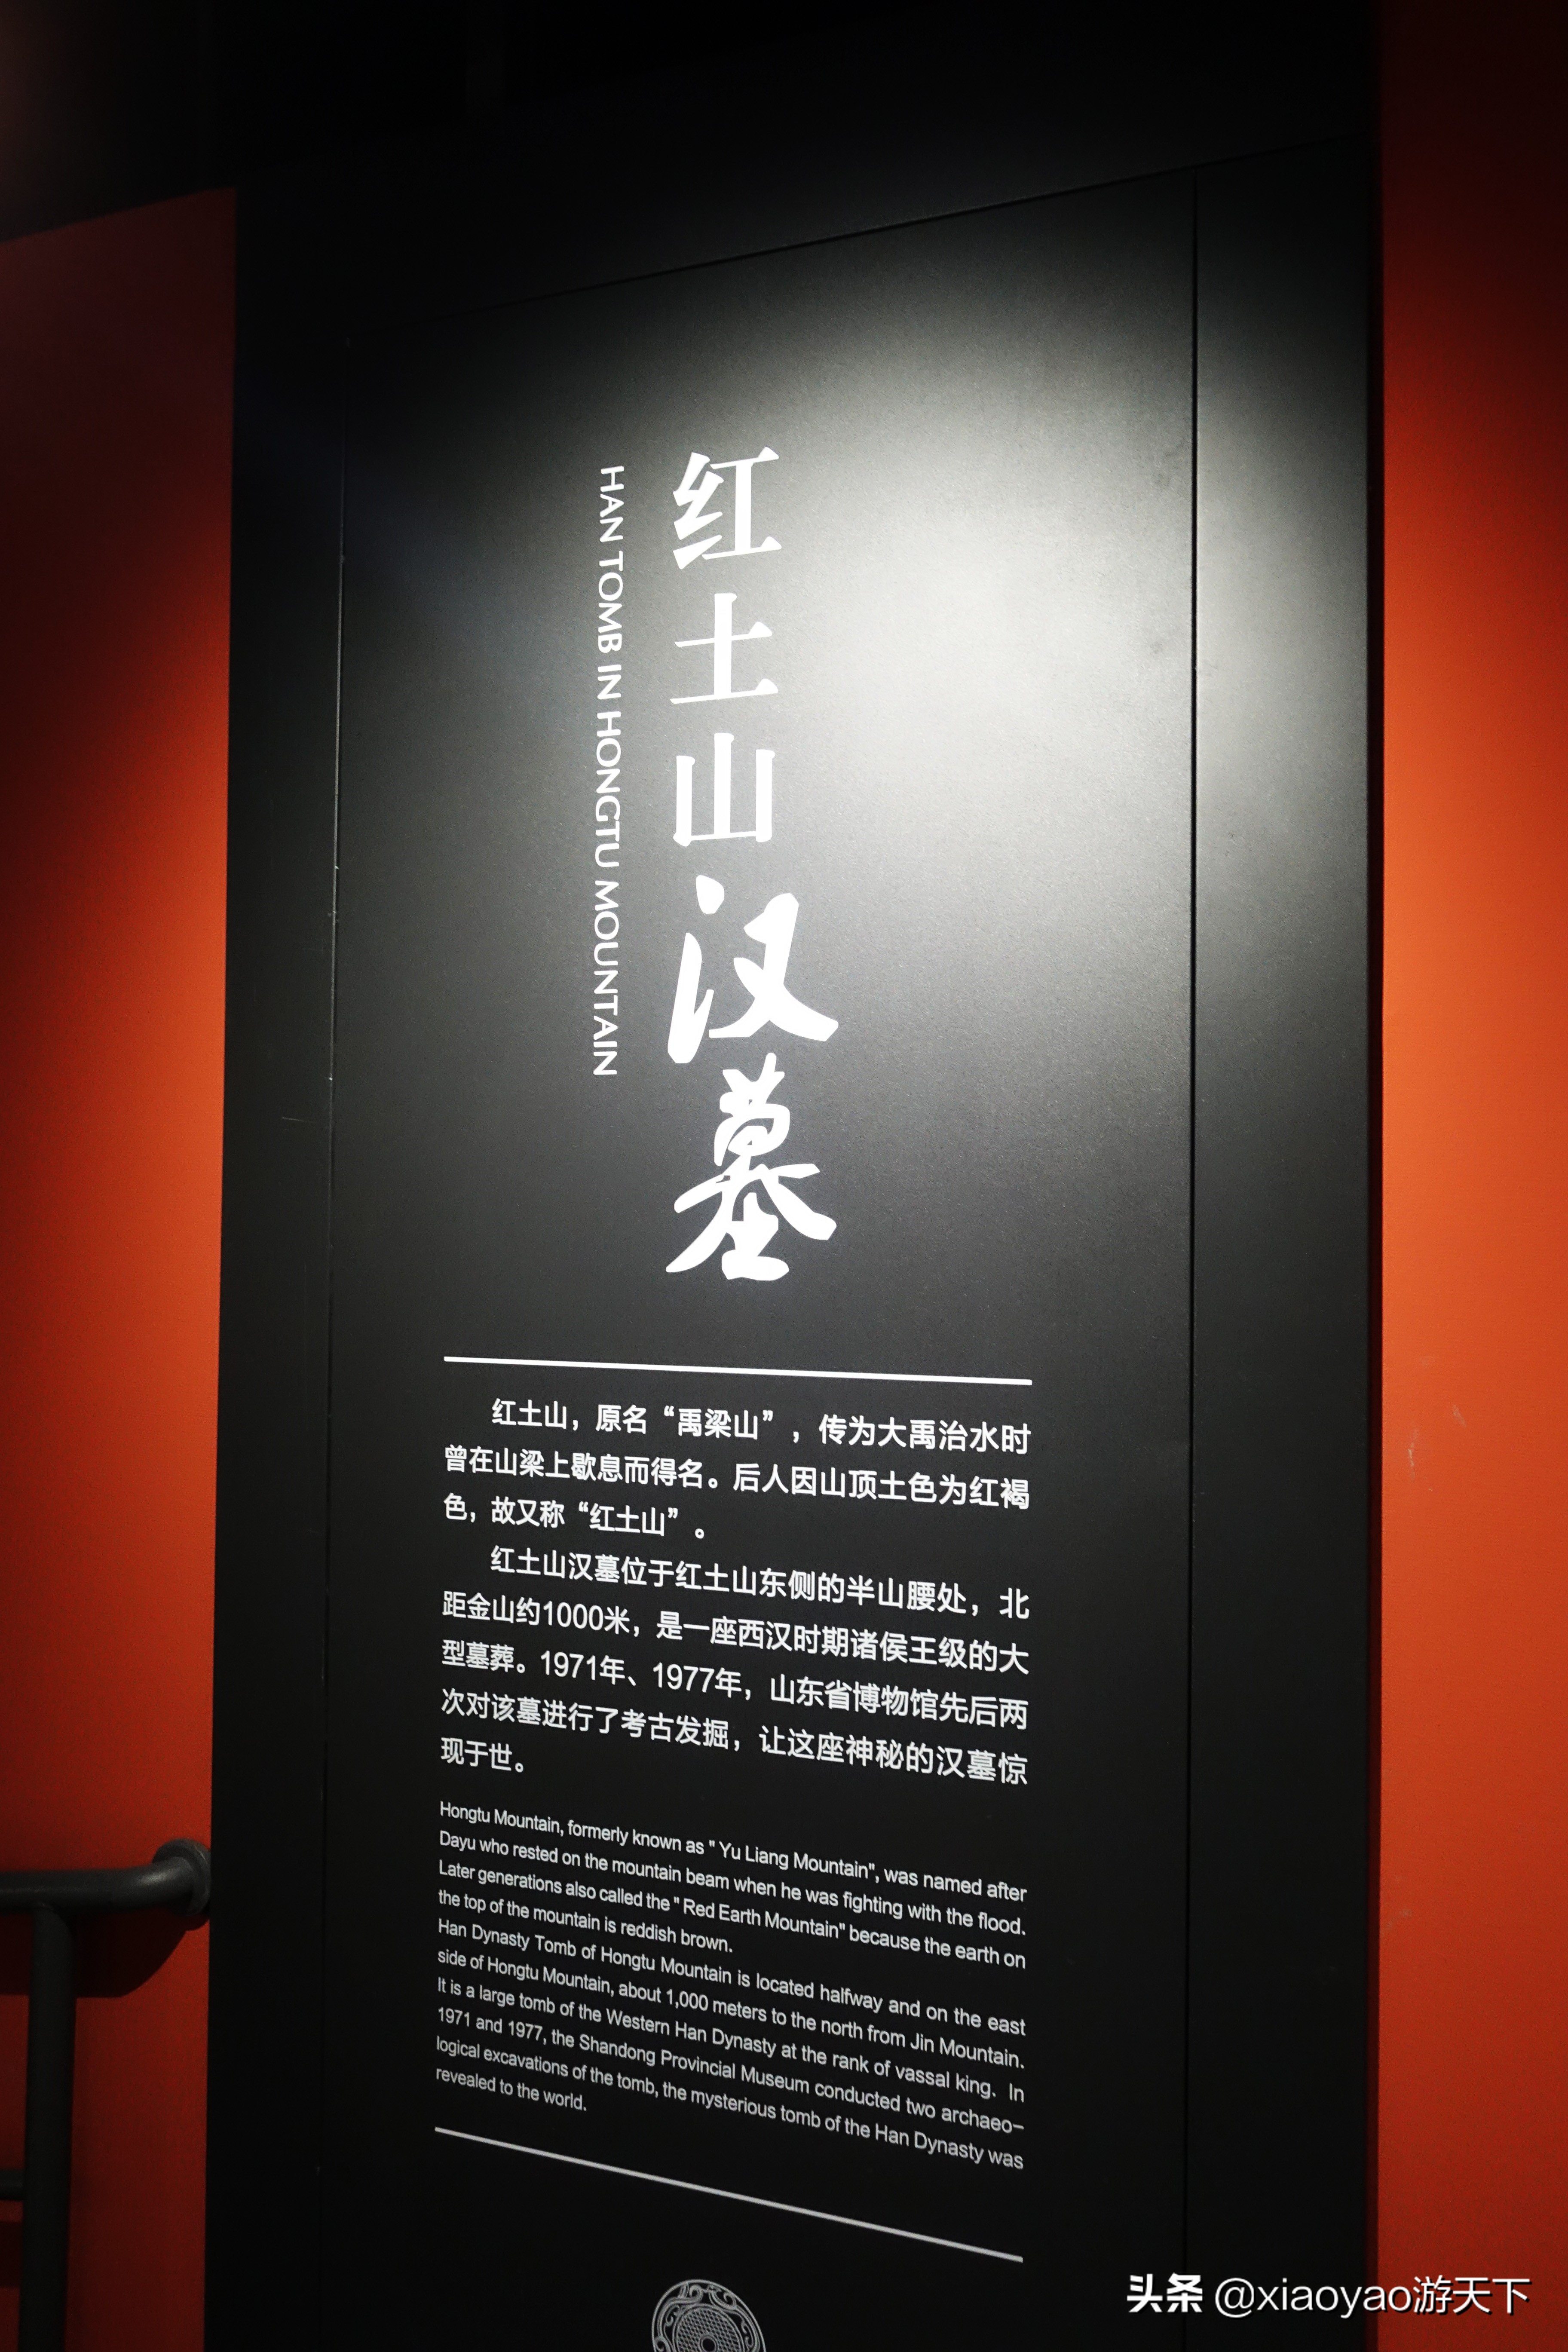 红土山汉墓
HAN TOMB IN HONGTU MOUNTAIN
红土山，原名“禹梁山”，传为大禹治水时
曾在山梁上歇息而得名。后人因山顶土色为红褐
色，故又称“红土山”。
红土山汉墓位于红土山东侧的半山腰处，北
距金山约1000米，是一座西汉时期诸侯王级的大
型墓葬。1971年、1977年，山东省博物馆先后两
次对该墓进行了考古发掘，让这座神秘的汉墓惊
现于世。
Hongtu Mountain, formerly known as " Yu Liang Mountain", was named after
Dayu who rested on the mountain beam when he was fighting with the flood.
Later generations also called the " Red Earth Mountain" because the earth on
the top of the mountain is reddish brown.
Han Dynasty Tomb of Hongtu Mountain is located halfway and on the east
side of Hongtu Mountain, about 1,000 meters to the north from Jin Mountain.
It is a large tomb of the Western Han Dynasty at the rank of vassal king. In
1971 and 1977, the Shandong Provincial Museum conducted two archaeo-
logical excavations of the tomb, the mysterious tomb of the Han Dynasty was
revealed to the world.
头条 @xiaoyao游天下